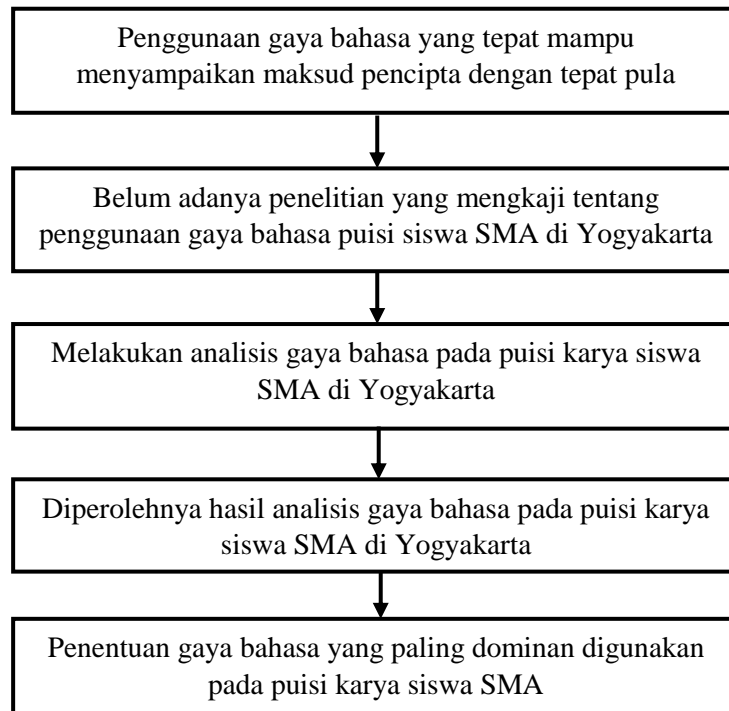 Penggunaan gaya bahasa yang tepat mampu
menyampaikan maksud pencipta dengan tepat pula
Belum adanya penelitian yang mengkaji tentang
penggunaan gaya bahasa puisi siswa SMA di Yogyakarta
Melakukan analisis gaya bahasa pada puisi karya siswa
SMA di Yogyakarta
Diperolehnya hasil analisis gaya bahasa pada puisi karya
siswa SMA di Yogyakarta
Penentuan gaya bahasa yang paling dominan digunakan
pada puisi karya siswa SMA